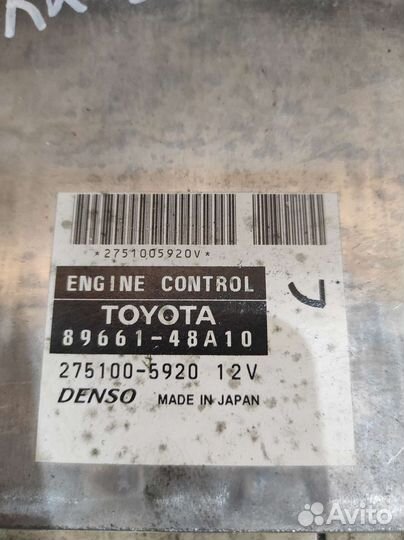 *2751005920V*
ENGINE CONTROL
TOYOTA
89661-48A10
275100-5920 12V
DENSO MADE IN JAPAN
Avito